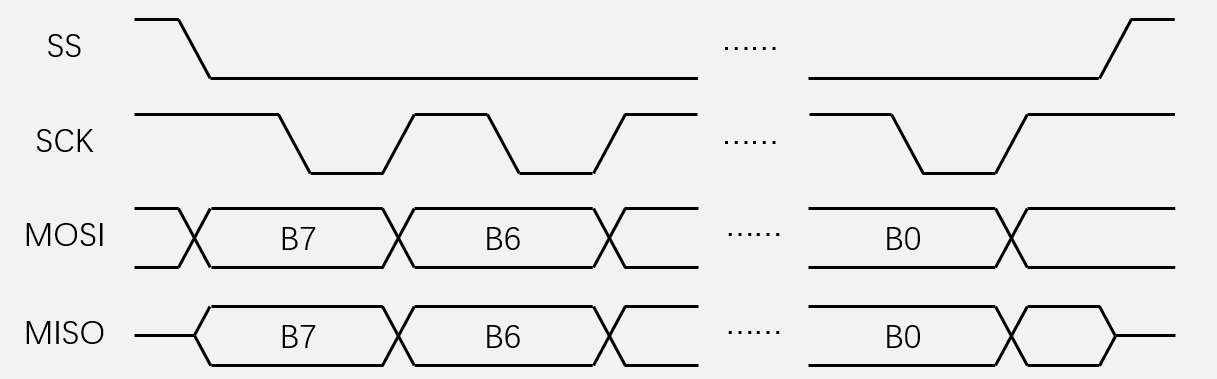 SS ......
SCK ......
MOSI B7 B6 ...... B0
MISO B7 B6 ...... B0